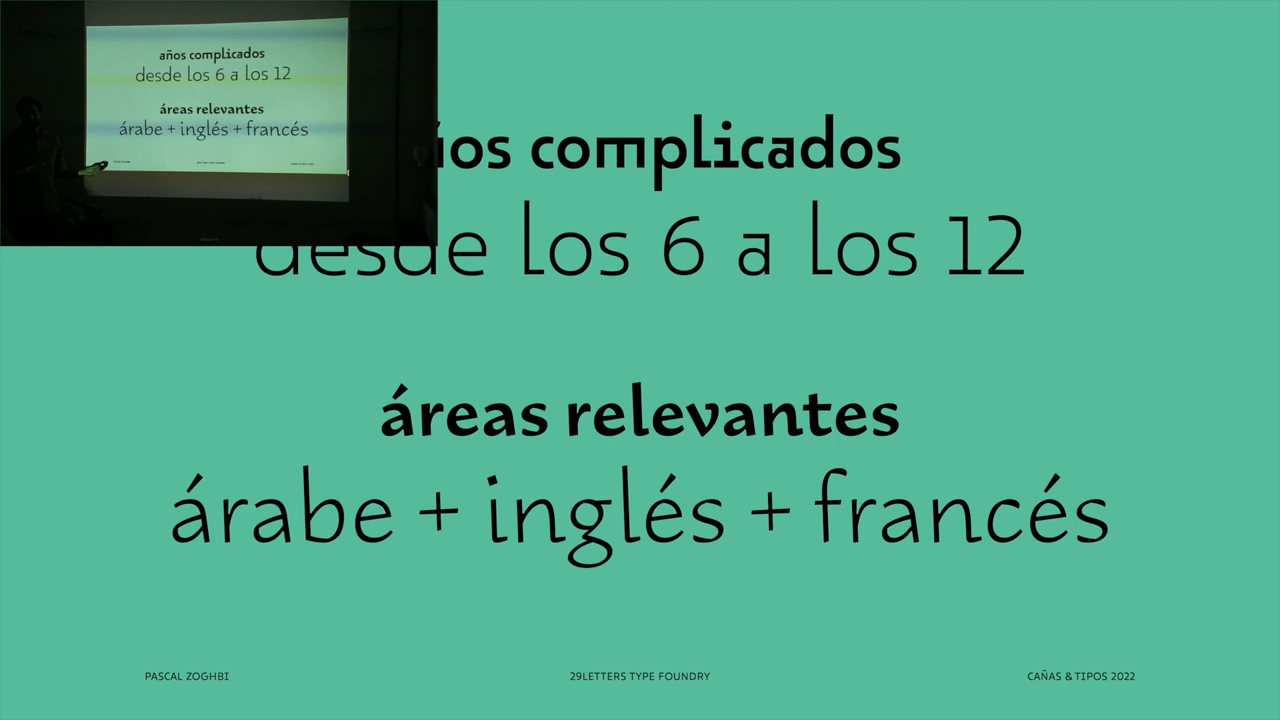 años complicados
desde los 6 a los 12
áreas relevantes
árabe + inglés + francés
años complicados
desde los 6 a los 12
áreas relevantes
árabe + inglés + francés
PASCAL ZOGHBI
29LETTERS TYPE FOUNDRY
CAÑAS & TIPOS 2022